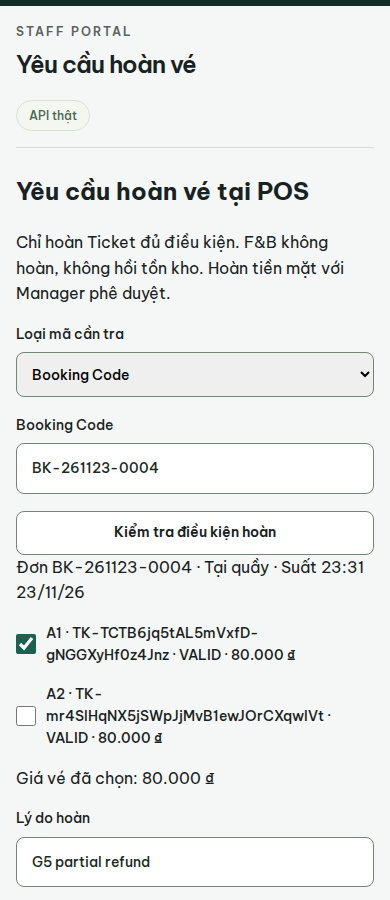 STAFF PORTAL
Yêu cầu hoàn vé
API thật
Yêu cầu hoàn vé tại POS
Chỉ hoàn Ticket đủ điều kiện. F&B không
hoàn, không hồi tồn kho. Hoàn tiền mặt với
Manager phê duyệt.
Loại mã cần tra
Booking Code
Booking Code
BK-261123-0004
Kiểm tra điều kiện hoàn
Đơn BK-261123-0004 · Tại quầy · Suất 23:31
23/11/26
A1 · TK-TCTB6jq5tAL5mVxfD-
gNGGXyHf0z4Jnz · VALID · 80.000 ₫
A2 · TK-
mr4SlHqNX5jSWpJjMvB1ewJOrCXqwlVt ·
VALID · 80.000 ₫
Giá vé đã chọn: 80.000 ₫
Lý do hoàn
G5 partial refund